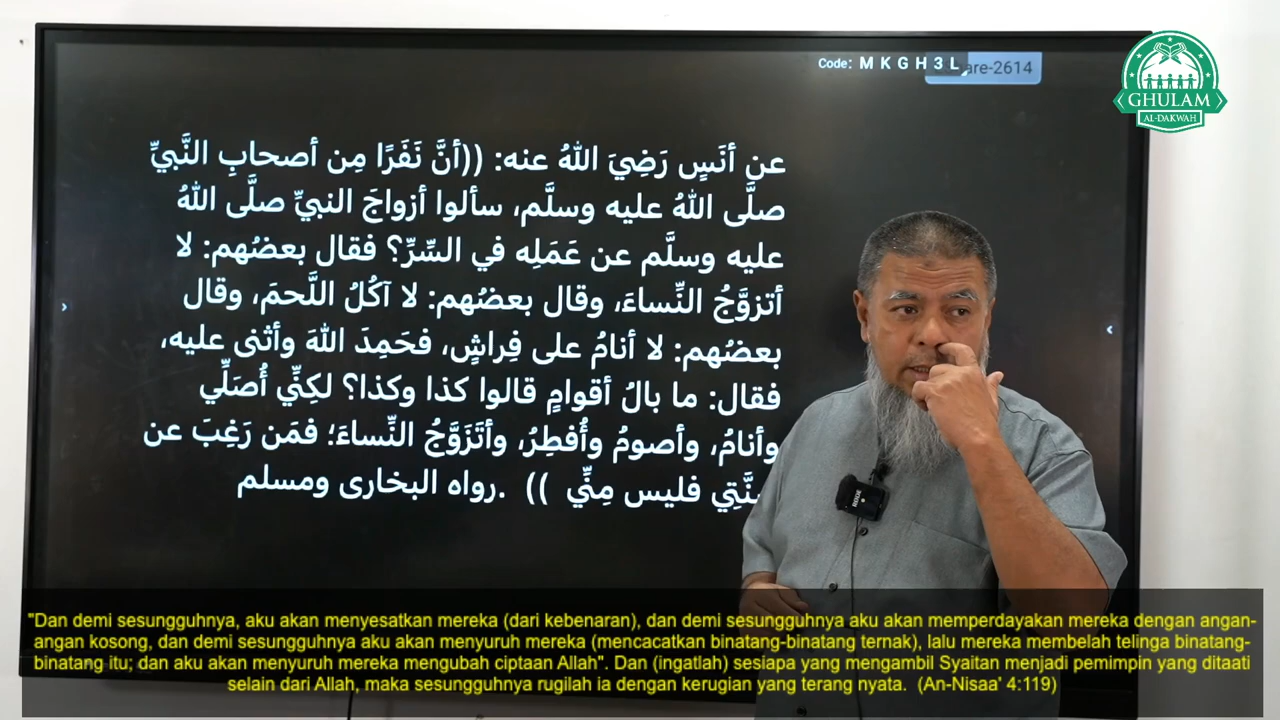 Code: M K G H 3 L
are-2614
GHULAM
AL-DAKWAH
عن أنَسٍ رَضِيَ اللهُ عنه: ((أنَّ نَفَرًا مِن أصحابِ النَّبيِّ
صلَّى اللهُ عليه وسلَّم، سألوا أزواجَ النبيِّ صلَّى اللهُ
عليه وسلَّم عن عَمَلِه في السِّرِّ؟ فقال بعضُهم: لا
أتزوَّجُ النِّساءَ، وقال بعضُهم: لا آكُلُ اللَّحمَ، وقال
بعضُهم: لا أنامُ على فِراشٍ، فحَمِدَ اللهَ وأثنى عليه،
فقال: ما بالُ أقوامٍ قالوا كذا وكذا؟ لكِنِّي أُصَلِّي
وأنامُ، وأصومُ وأُفطِرُ، وأتَزَوَّجُ النِّساءَ؛ فمَن رَغِبَ عن
سنَّتِي فليس مِنِّي )) .رواه البخارى ومسلم
"Dan demi sesungguhnya, aku akan menyesatkan mereka (dari kebenaran), dan demi sesungguhnya aku akan memperdayakan mereka dengan angan-
angan kosong, dan demi sesungguhnya aku akan menyuruh mereka (mencacatkan binatang-binatang ternak), lalu mereka membelah telinga binatang-
binatang itu; dan aku akan menyuruh mereka mengubah ciptaan Allah". Dan (ingatlah) sesiapa yang mengambil Syaitan menjadi pemimpin yang ditaati
selain dari Allah, maka sesungguhnya rugilah ia dengan kerugian yang terang nyata. (An-Nisaa' 4:119)